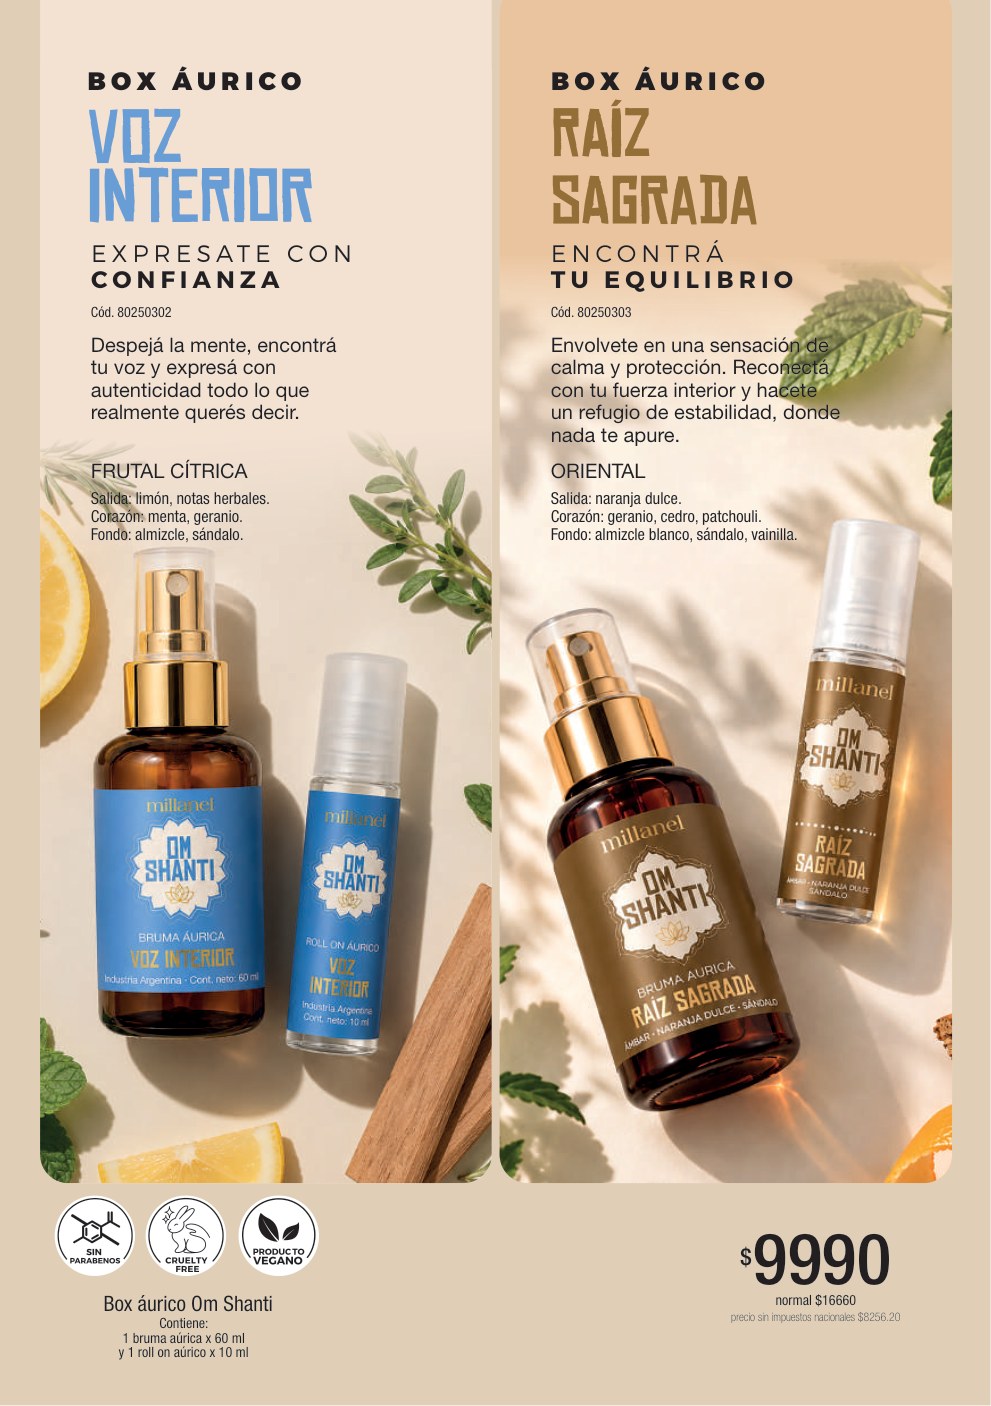 BOX ÁURICO
VOZ
INTERIOR
EXPRESATE CON
CONFIANZA
Cód. 80250302
Despejá la mente, encontrá
tu voz y expresá con
autenticidad todo lo que
realmente querés decir.
FRUTAL CÍTRICA
Salida: limón, notas herbales.
Corazón: menta, geranio.
Fondo: almizcle, sándalo.
millanel
OM
SHANTI
BRUMA ÁURICA
VOZ INTERIOR
Industria Argentina - Cont. neto: 60 ml
millanel
OM
SHANTI
ROLL ON ÁURICO
VOZ
INTERIOR
Industria Argentina
Cont. neto: 10 ml
BOX ÁURICO
RAÍZ
SAGRADA
ENCONTRÁ
TU EQUILIBRIO
Cód. 80250303
Envolvete en una sensación de
calma y protección. Reconectá
con tu fuerza interior y hacete
un refugio de estabilidad, donde
nada te apure.
ORIENTAL
Salida: naranja dulce.
Corazón: geranio, cedro, patchouli.
Fondo: almizcle blanco, sándalo, vainilla.
millanel
OM
SHANTI
BRUMA AURICA
RAÍZ SAGRADA
ÁMBAR • NARANJA DULCE • SÁNDALO
millanel
OM
SHANTI
RAÍZ
SAGRADA
ÁMBAR • NARANJA DULCE
SÁNDALO
SIN
PARABENOS
CRUELTY
FREE
PRODUCTO
VEGANO
Box áurico Om Shanti
Contiene:
1 bruma aúrica x 60 ml
y 1 roll on aúrico x 10 ml
$9990
normal $16660
precio sin impuestos nacionales $8256.20